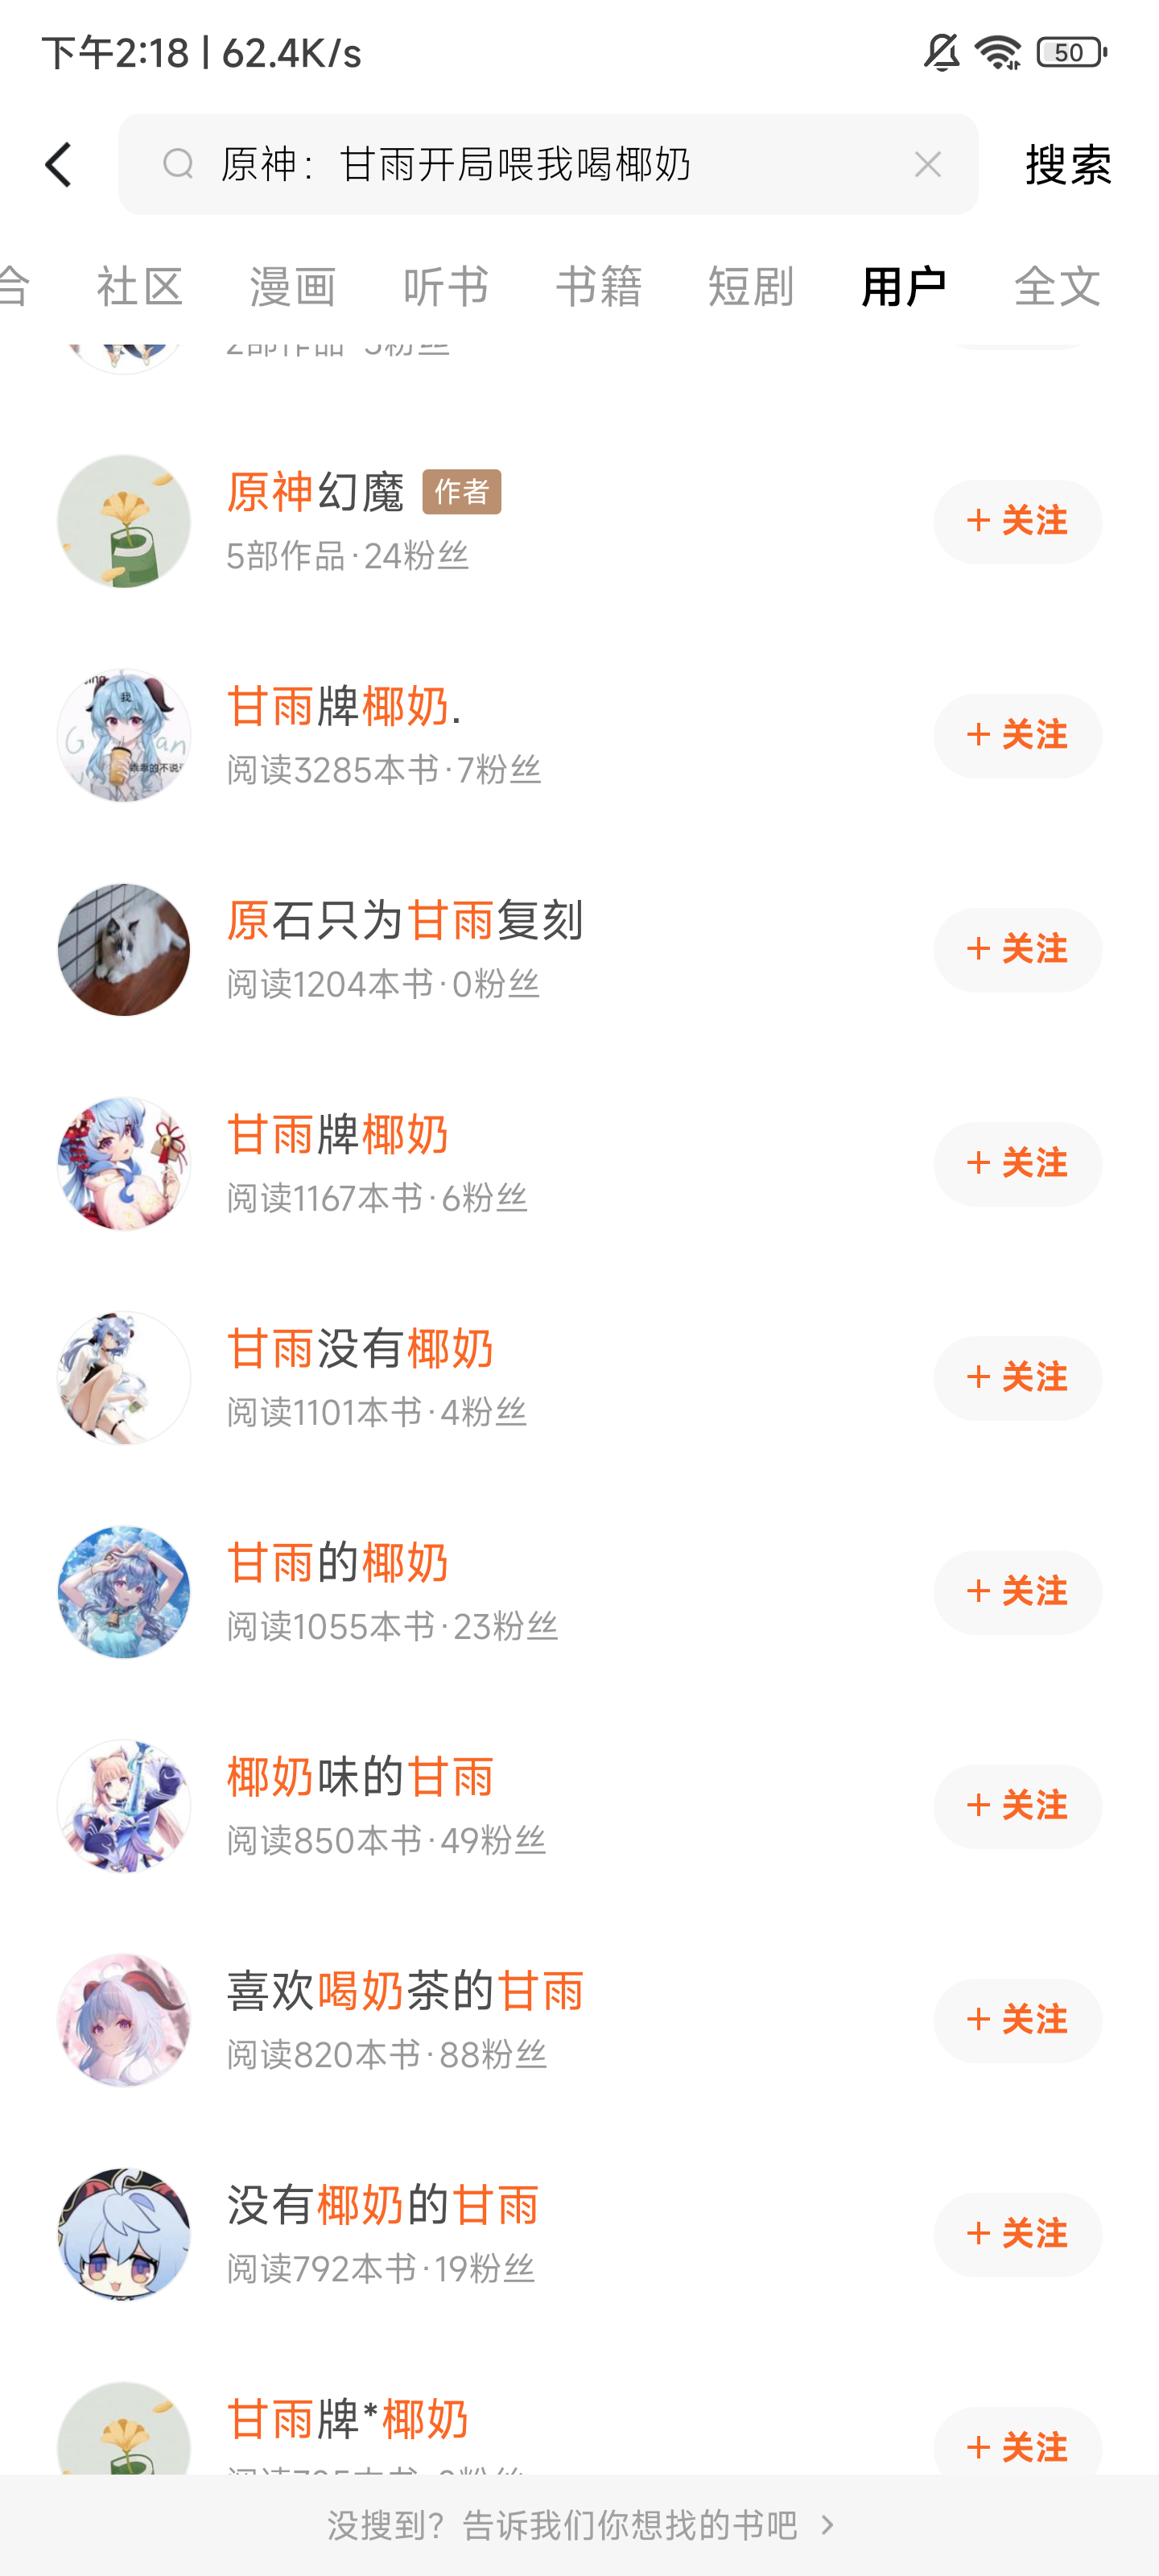 下午2:18 | 62.4K/s
50
原神：甘雨开局喂我喝椰奶
搜索
合 社区 漫画 听书 书籍 短剧 用户 全文
2部作品·3粉丝
原神幻魔 作者
5部作品·24粉丝
+ 关注
甘雨牌椰奶.
阅读3285本书·7粉丝
+ 关注
原石只为甘雨复刻
阅读1204本书·0粉丝
+ 关注
甘雨牌椰奶
阅读1167本书·6粉丝
+ 关注
甘雨没有椰奶
阅读1101本书·4粉丝
+ 关注
甘雨的椰奶
阅读1055本书·23粉丝
+ 关注
椰奶味的甘雨
阅读850本书·49粉丝
+ 关注
喜欢喝奶茶的甘雨
阅读820本书·88粉丝
+ 关注
没有椰奶的甘雨
阅读792本书·19粉丝
+ 关注
甘雨牌*椰奶
+ 关注
没搜到？告诉我们你想找的书吧 >